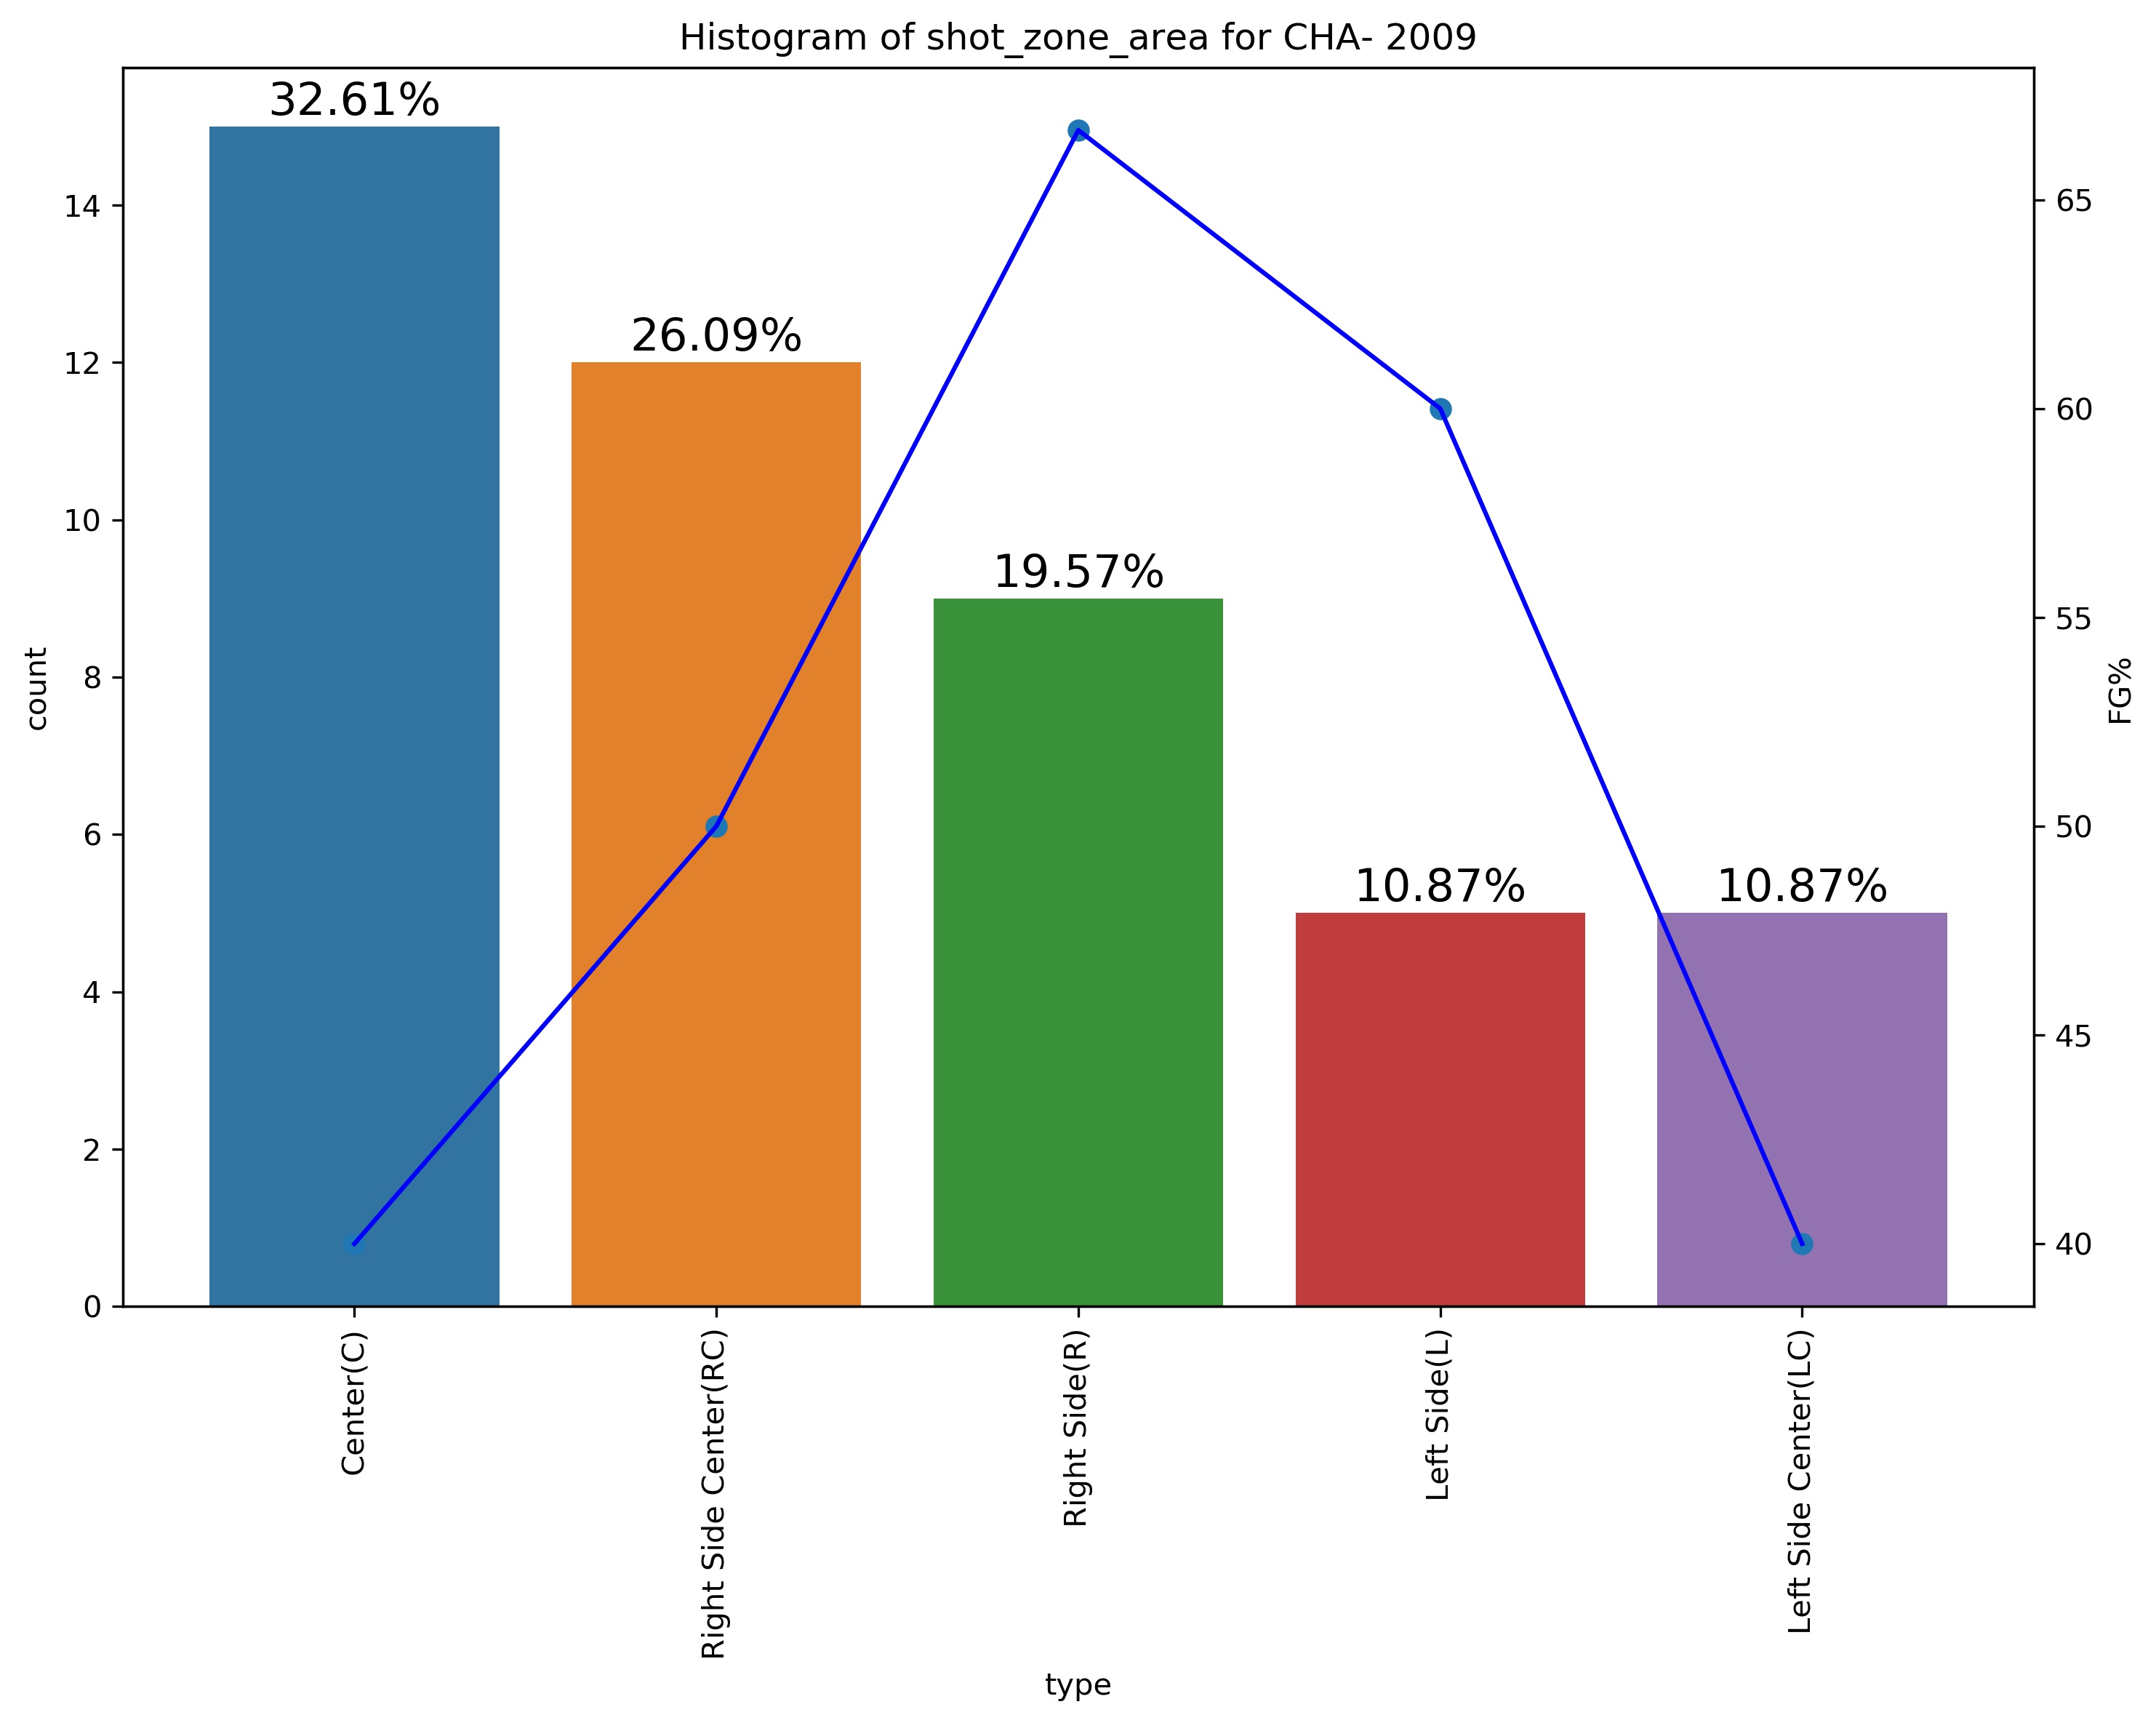 Histogram of shot_zone_area for CHA- 2009
32.61%
26.09%
19.57%
10.87%
10.87%
14
12
10
8
6
4
2
0
count
65
60
55
50
45
40
FG%
Center(C)
Right Side Center(RC)
Right Side(R)
Left Side(L)
Left Side Center(LC)
type